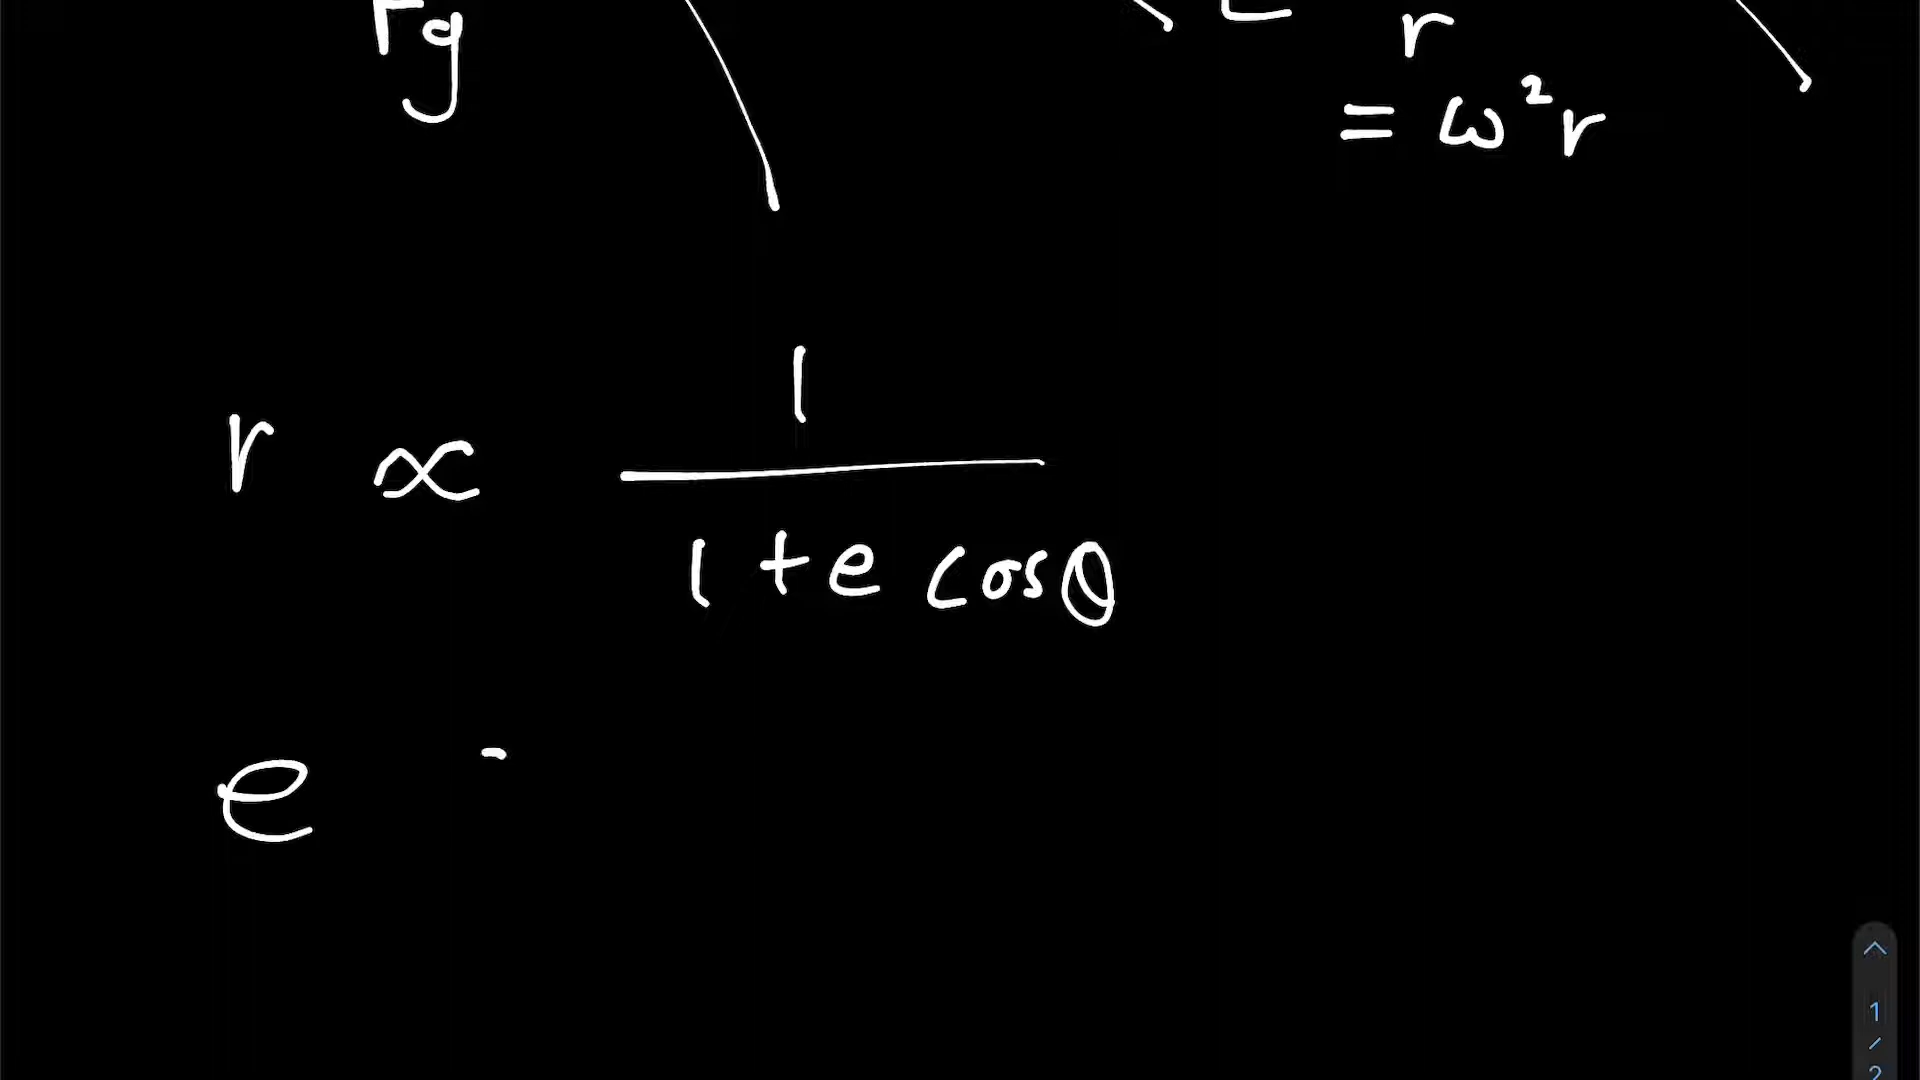 Fg
r
= ω²r
1
r ∝ ―
1 + e cosθ
e -
1
/
2